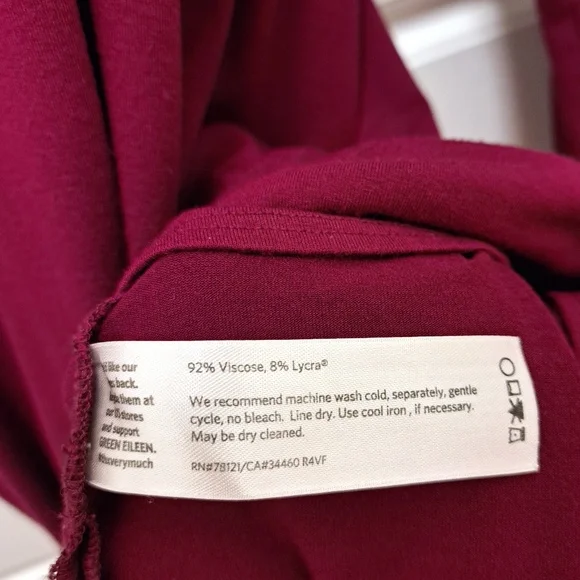 like our
back.
them at
stores
and support
GREEN EILEEN.
verymuch
92% Viscose, 8% Lycra®
We recommend machine wash cold, separately, gentle
cycle, no bleach. Line dry. Use cool iron , if necessary.
May be dry cleaned.
RN#78121/CA#34460 R4VF